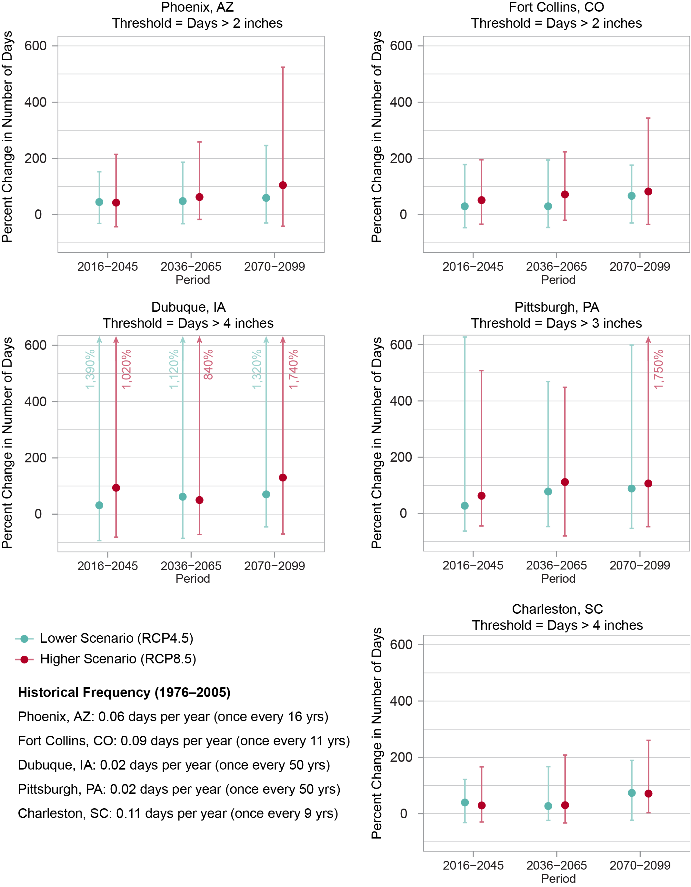 Phoenix, AZ
Threshold = Days > 2 inches
Percent Change in Number of Days
600
400
200
0
2016–2045
2036–2065
2070–2099
Period
Fort Collins, CO
Threshold = Days > 2 inches
Percent Change in Number of Days
600
400
200
0
2016–2045
2036–2065
2070–2099
Period
Dubuque, IA
Threshold = Days > 4 inches
Percent Change in Number of Days
600
400
200
0
1,390%
1,020%
1,120%
840%
1,320%
1,740%
2016–2045
2036–2065
2070–2099
Period
Pittsburgh, PA
Threshold = Days > 3 inches
Percent Change in Number of Days
600
400
200
0
1,750%
2016–2045
2036–2065
2070–2099
Period
Lower Scenario (RCP4.5)
Higher Scenario (RCP8.5)
Historical Frequency (1976–2005)
Phoenix, AZ: 0.06 days per year (once every 16 yrs)
Fort Collins, CO: 0.09 days per year (once every 11 yrs)
Dubuque, IA: 0.02 days per year (once every 50 yrs)
Pittsburgh, PA: 0.02 days per year (once every 50 yrs)
Charleston, SC: 0.11 days per year (once every 9 yrs)
Charleston, SC
Threshold = Days > 4 inches
Percent Change in Number of Days
600
400
200
0
2016–2045
2036–2065
2070–2099
Period